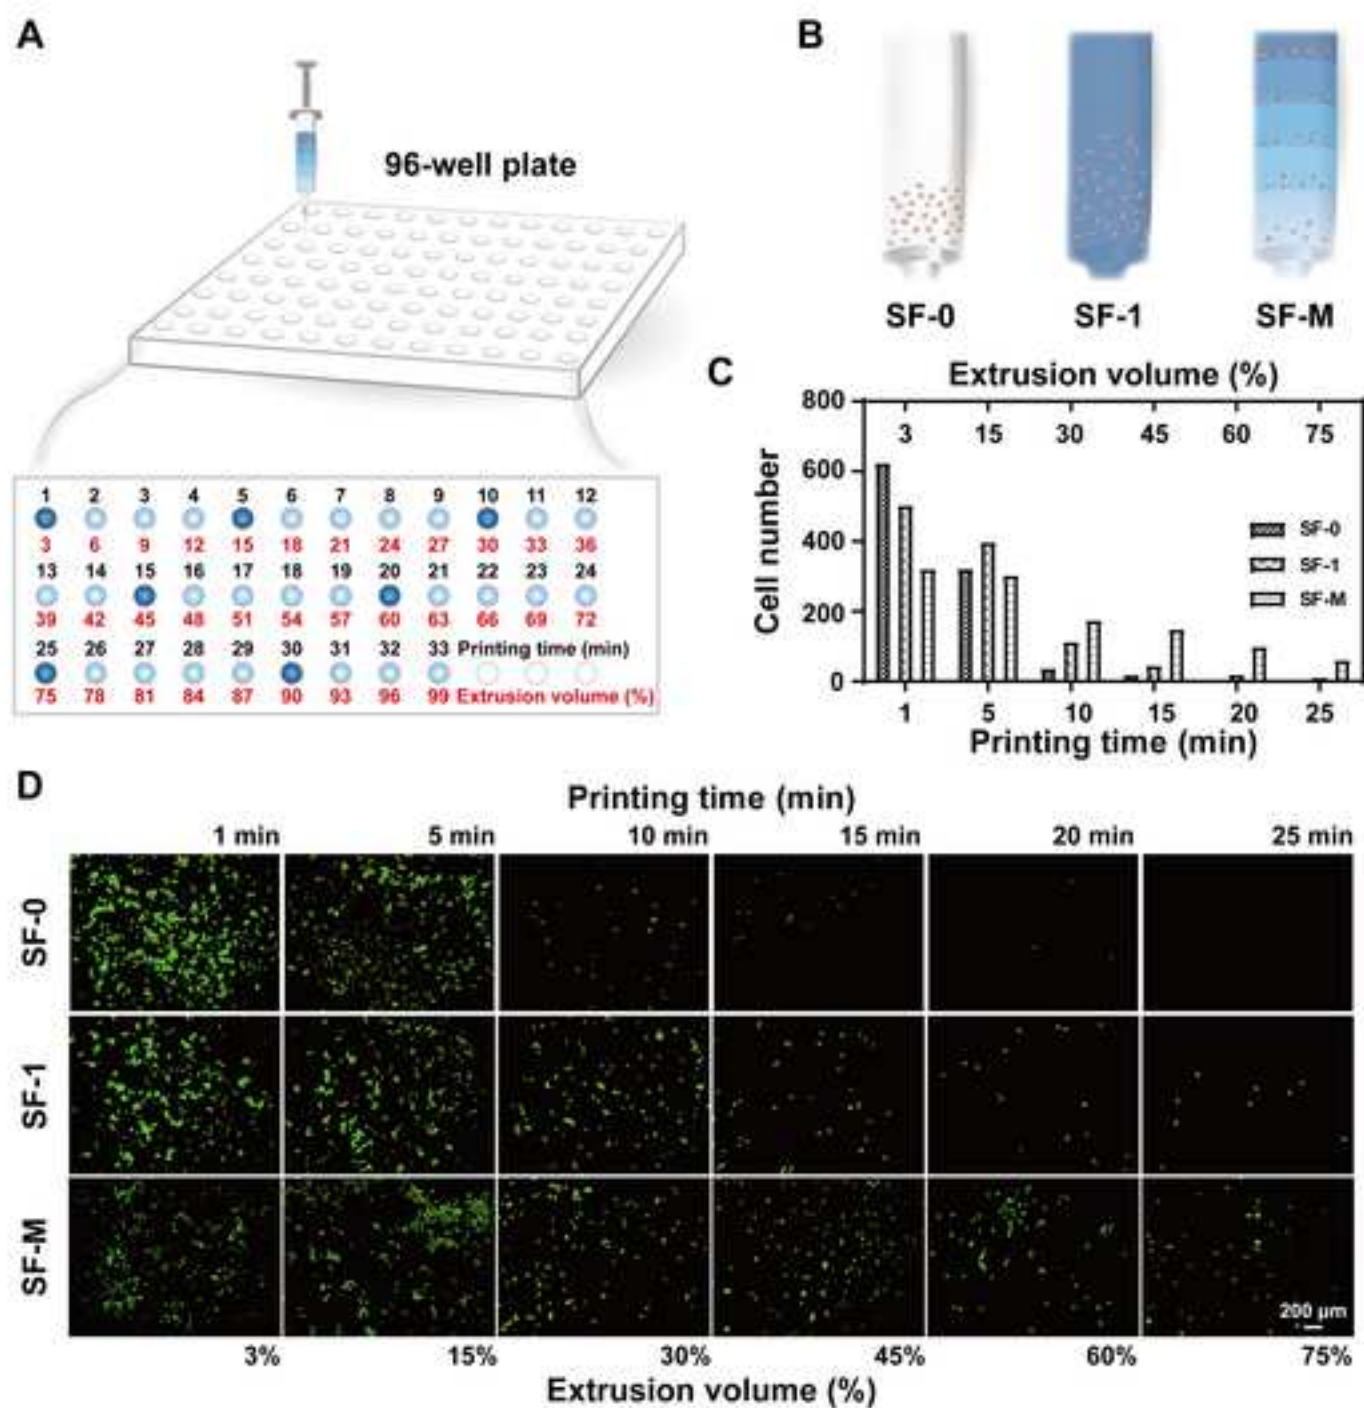 A
B
96-well plate
SF-0 SF-1 SF-M
1 2 3 4 5 6 7 8 9 10 11 12
3 6 9 12 15 18 21 24 27 30 33 36
13 14 15 16 17 18 19 20 21 22 23 24
39 42 45 48 51 54 57 60 63 66 69 72
25 26 27 28 29 30 31 32 33 Printing time (min)
75 78 81 84 87 90 93 96 99 Extrusion volume (%)
C
Extrusion volume (%)
3 15 30 45 60 75
Cell number
800
600
400
200
0
SF-0
SF-1
SF-M
1 5 10 15 20 25
Printing time (min)
D
Printing time (min)
1 min 5 min 10 min 15 min 20 min 25 min
SF-0
SF-1
SF-M
200 μm
3% 15% 30% 45% 60% 75%
Extrusion volume (%)